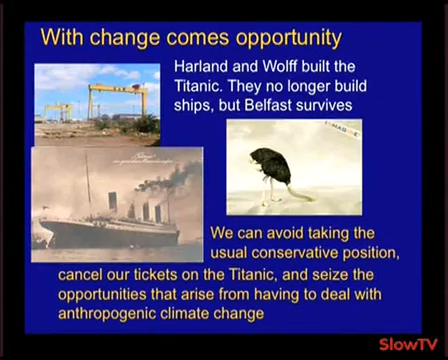 With change comes opportunity
Harland and Wolff built the
Titanic. They no longer build
ships, but Belfast survives
We can avoid taking the
usual conservative position,
cancel our tickets on the Titanic, and seize the
opportunities that arise from having to deal with
anthropogenic climate change
SlowTV